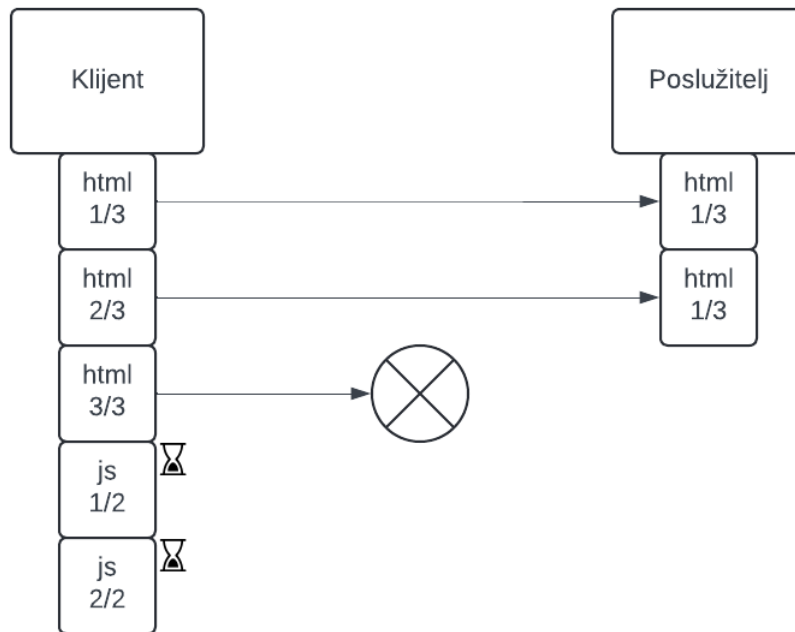 Klijent
Poslužitelj
html
1/3
html
1/3
html
2/3
html
1/3
html
3/3
js
1/2
js
2/2